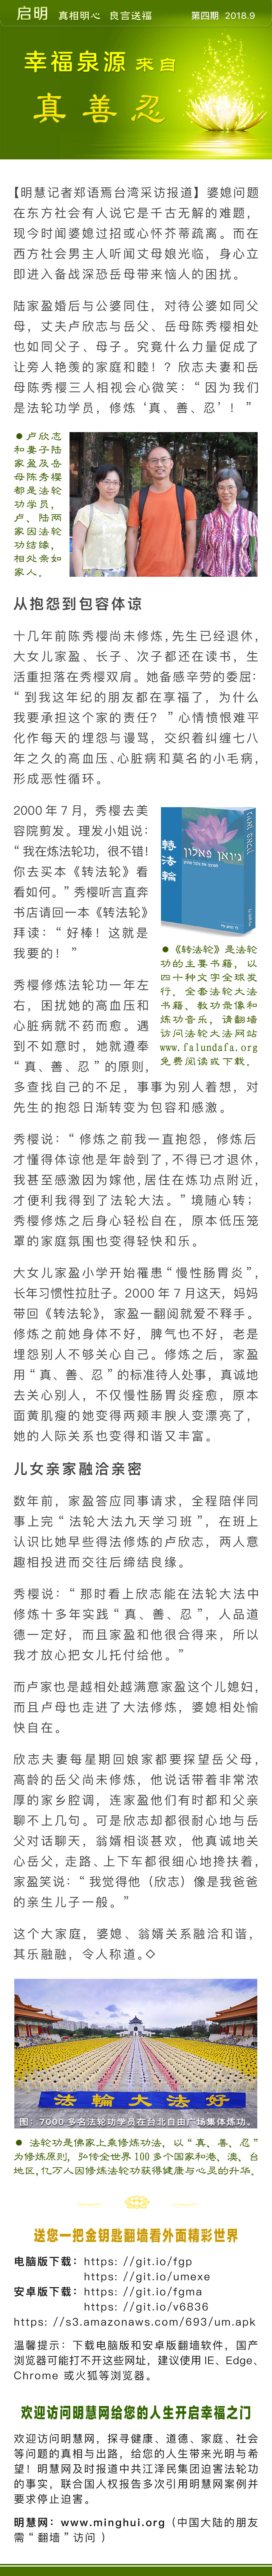 启明 真相明心 良言送福 第四期 2018.9
幸福泉源 来自
真善忍
【明慧记者郑语焉台湾采访报道】婆媳问题
在东方社会有人说它是千古无解的难题，
现今时闻婆媳过招或心怀芥蒂疏离。而在
西方社会男主人听闻丈母娘光临，身心立
即进入备战深恐岳母带来恼人的困扰。
陆家盈婚后与公婆同住，对待公婆如同父
母，丈夫卢欣志与岳父、岳母陈秀樱相处
也如同父子、母子。究竟什么力量促成了
让旁人艳羡的家庭和睦！？欣志夫妻和岳
母陈秀樱三人相视会心微笑：“因为我们
是法轮功学员，修炼‘真、善、忍’！”
●卢欣志
和妻子陆
家盈及岳
母陈秀樱
都是法轮
功学员，
卢、陆两
家因法轮
功结缘，
相处亲如
家人。
从抱怨到包容体谅
十几年前陈秀樱尚未修炼，先生已经退休，
大女儿家盈、长子、次子都还在读书，生
活重担落在秀樱双肩。她备感辛劳的委屈：
“到我这年纪的朋友都在享福了，为什么
我要承担这个家的责任？”心情愤恨难平
化作每天的埋怨与谩骂，交织着纠缠七八
年之久的高血压、心脏病和莫名的小毛病，
形成恶性循环。
2000年7月，秀樱去美
容院剪发。理发小姐说：
“我在炼法轮功，很不错！
你去买本《转法轮》看
看如何。”秀樱听言直奔
书店请回一本《转法轮》
拜读：“好棒！这就是
我要的！”
轉法輪
●《转法轮》是法轮
功的主要书籍，以
四十种文字全球发
行，全套法轮大法
书籍、教功录像和
炼功音乐，请翻墙
访问法轮大法网站
www.falundafa.org
免费阅读或下载。
秀樱修炼法轮功一年左
右，困扰她的高血压和
心脏病就不药而愈。遇
到不如意时，她就遵奉
“真、善、忍”的原则，
多查找自己的不足，事事为别人着想，对
先生的抱怨日渐转变为包容和感激。
秀樱说：“修炼之前我一直抱怨，修炼后
才懂得体谅他是年龄到了，不得已才退休，
我甚至感激因为嫁他，居住在炼功点附近，
才便利我得到了法轮大法。”境随心转；
秀樱修炼之后身心轻松自在，原本低压笼
罩的家庭氛围也变得轻快和乐。
大女儿家盈小学开始罹患“慢性肠胃炎”，
长年习惯性拉肚子。2000年7月这天，妈妈
带回《转法轮》，家盈一翻阅就爱不释手。
修炼之前她身体不好，脾气也不好，老是
埋怨别人不够关心自己。修炼之后，家盈
用“真、善、忍”的标准待人处事，真诚地
去关心别人，不仅慢性肠胃炎痊愈，原本
面黄肌瘦的她变得两颊丰腴人变漂亮了，
她的人际关系也变得和谐又丰富。
儿女亲家融洽亲密
数年前，家盈答应同事请求，全程陪伴同
事上完“法轮大法九天学习班”，在班上
认识比她早些得法修炼的卢欣志，两人意
趣相投进而交往后缔结良缘。
秀樱说：“那时看上欣志能在法轮大法中
修炼十多年实践“真、善、忍”，人品道
德一定好，而且家盈和他很合得来，所以
我才放心把女儿托付给他。”
而卢家也是越相处越满意家盈这个儿媳妇，
而且卢母也走进了大法修炼，婆媳相处愉
快自在。
欣志夫妻每星期回娘家都要探望岳父母，
高龄的岳父尚未修炼，他说话带着非常浓
厚的家乡腔调，连家盈他们有时都和父亲
聊不上几句。可是欣志却都很耐心地与岳
父对话聊天，翁婿相谈甚欢，他真诚地关
心岳父，走路、上下车都很细心地搀扶着，
家盈笑说：“我觉得他（欣志）像是我爸爸
的亲生儿子一般。”
这个大家庭，婆媳、翁婿关系融洽和谐，
其乐融融，令人称道。◇
法輪大法好
图：7000多名法轮功学员在台北自由广场集体炼功。
● 法轮功是佛家上乘修炼功法，以“真、善、忍”
为修炼原则，弘传全世界100多个国家和港、澳、台
地区，亿万人因修炼法轮功获得健康与心灵的升华。
送您一把金钥匙翻墙看外面精彩世界
电脑版下载：https：//git.io/fgp
https：//git.io/umexe
安卓版下载：https：//git.io/fgma
https：//git.io/v6836
https：//s3.amazonaws.com/693/um.apk
温馨提示：下载电脑版和安卓版翻墙软件，国产
浏览器可能打不开这些网址，建议使用IE、Edge、
Chrome 或火狐等浏览器。
欢迎访问明慧网给您的人生开启幸福之门
欢迎访问明慧网，探寻健康、道德、家庭、社会
等问题的真相与出路，给您的人生带来光明与希
望！明慧网及时报道中共江泽民集团迫害法轮功
的事实，联合国人权报告多次引用明慧网案例并
要求停止迫害。
明慧网：www.minghui.org（中国大陆的朋友
需“翻墙”访问）